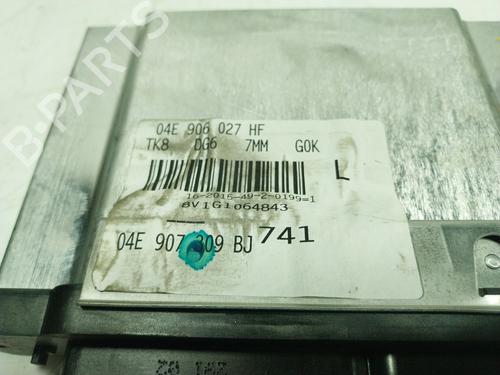 B-PARTS
04E 906 027 HF
TK8 DG6 7MM G0K
L
16-2015-49-2-0199=1
8V1G1064843
04E 907 309 BJ 741